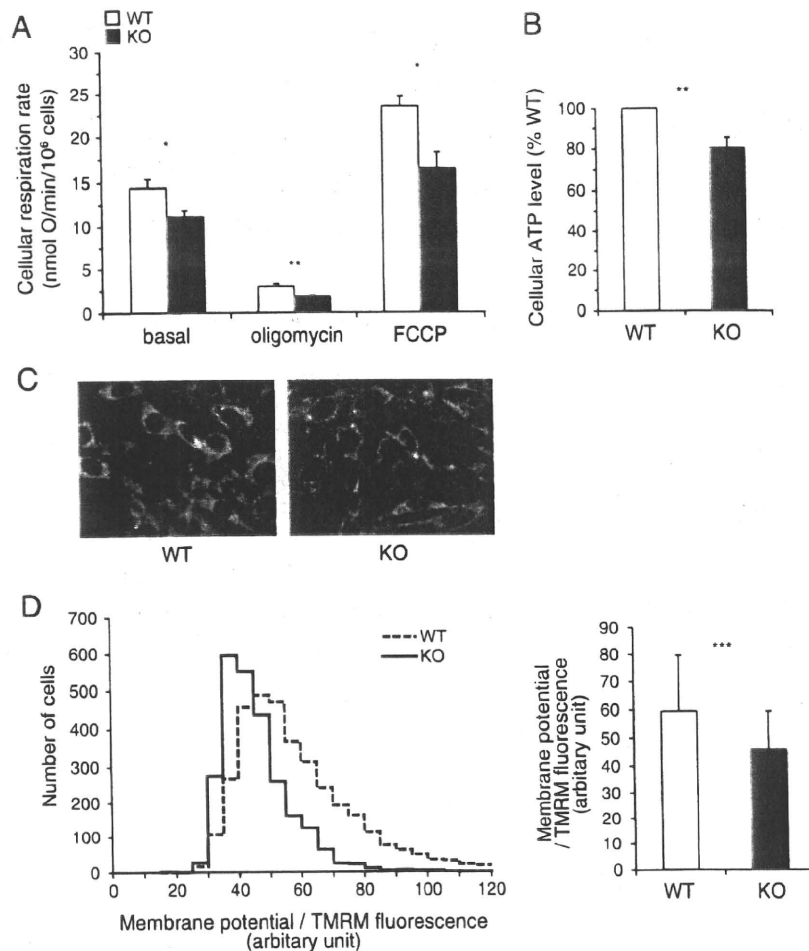 A
WT
KO
Cellular respiration rate
(nmol O/min/10⁶ cells)
30
25
20
15
10
5
0
*
**
*
basal
oligomycin
FCCP
B
Cellular ATP level (% WT)
100
80
60
40
20
0
**
WT
KO
C
WT
KO
D
Number of cells
700
600
500
400
300
200
100
0
WT
KO
0
20
40
60
80
100
120
Membrane potential / TMRM fluorescence
(arbitary unit)
Membrane potential
/ TMRM fluorescence
(arbitary unit)
90
80
70
60
50
40
30
20
10
0
***
WT
KO